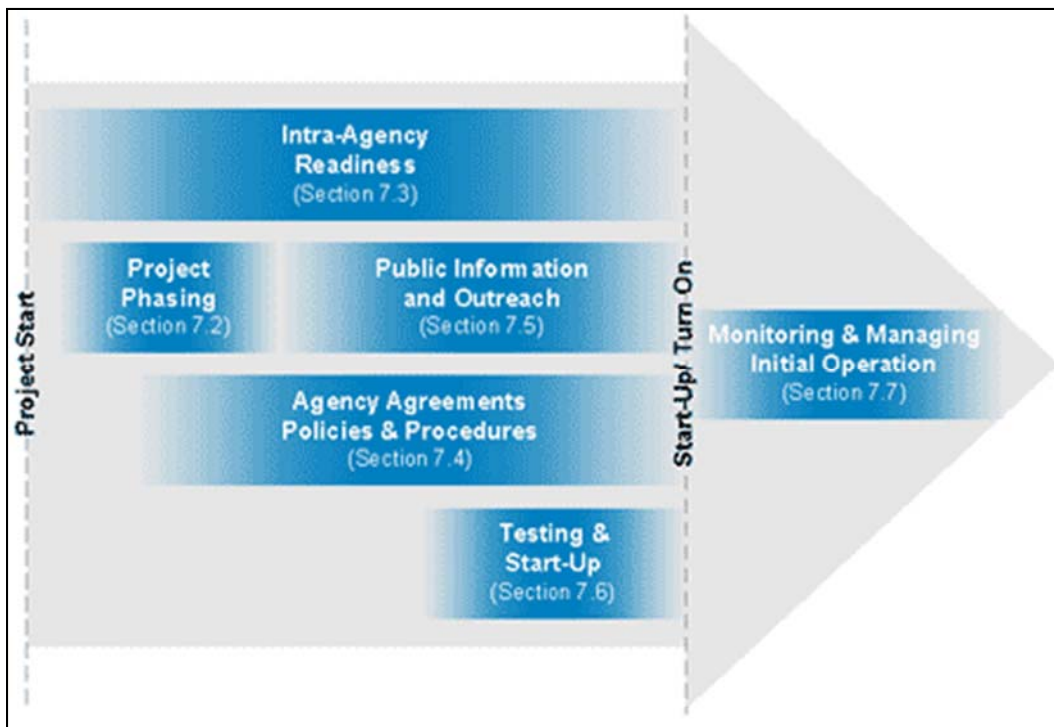 Intra-Agency
Readiness
(Section 7.3)
Project
Phasing
(Section 7.2)
Public Information
and Outreach
(Section 7.5)
Agency Agreements
Policies & Procedures
(Section 7.4)
Testing &
Start-Up
(Section 7.6)
Project Start
Start-Up/ Turn On
Monitoring & Managing
Initial Operation
(Section 7.7)